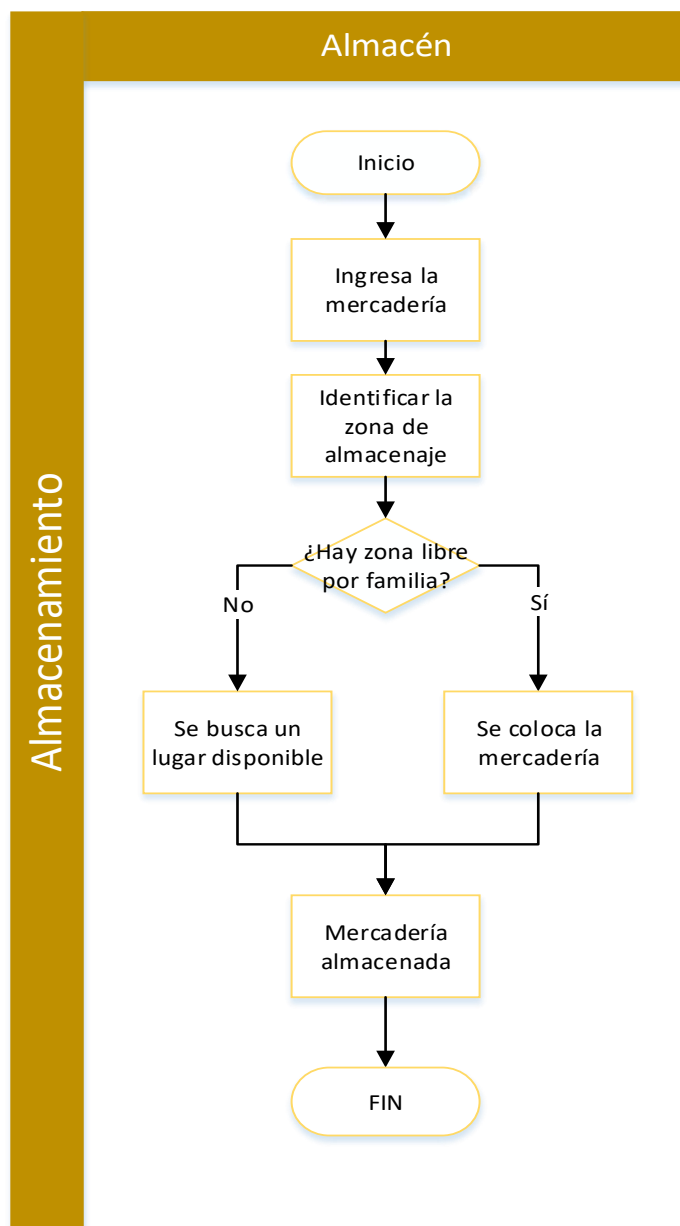 Almacén
Almacenamiento
Inicio
Ingresa la
mercadería
Identificar la
zona de
almacenaje
¿Hay zona libre
por familia?
No
Sí
Se busca un
lugar disponible
Se coloca la
mercadería
Mercadería
almacenada
FIN